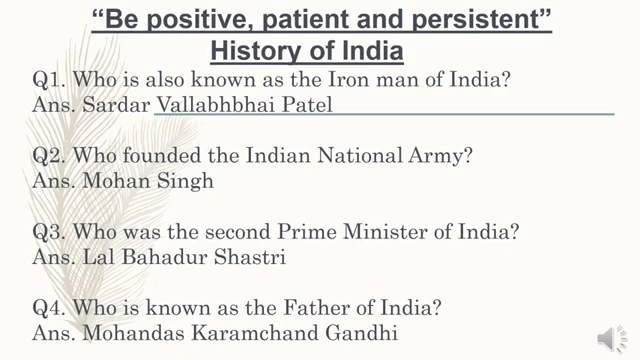 “Be positive, patient and persistent”
History of India
Q1. Who is also known as the Iron man of India?
Ans. Sardar Vallabhbhai Patel
Q2. Who founded the Indian National Army?
Ans. Mohan Singh
Q3. Who was the second Prime Minister of India?
Ans. Lal Bahadur Shastri
Q4. Who is known as the Father of India?
Ans. Mohandas Karamchand Gandhi